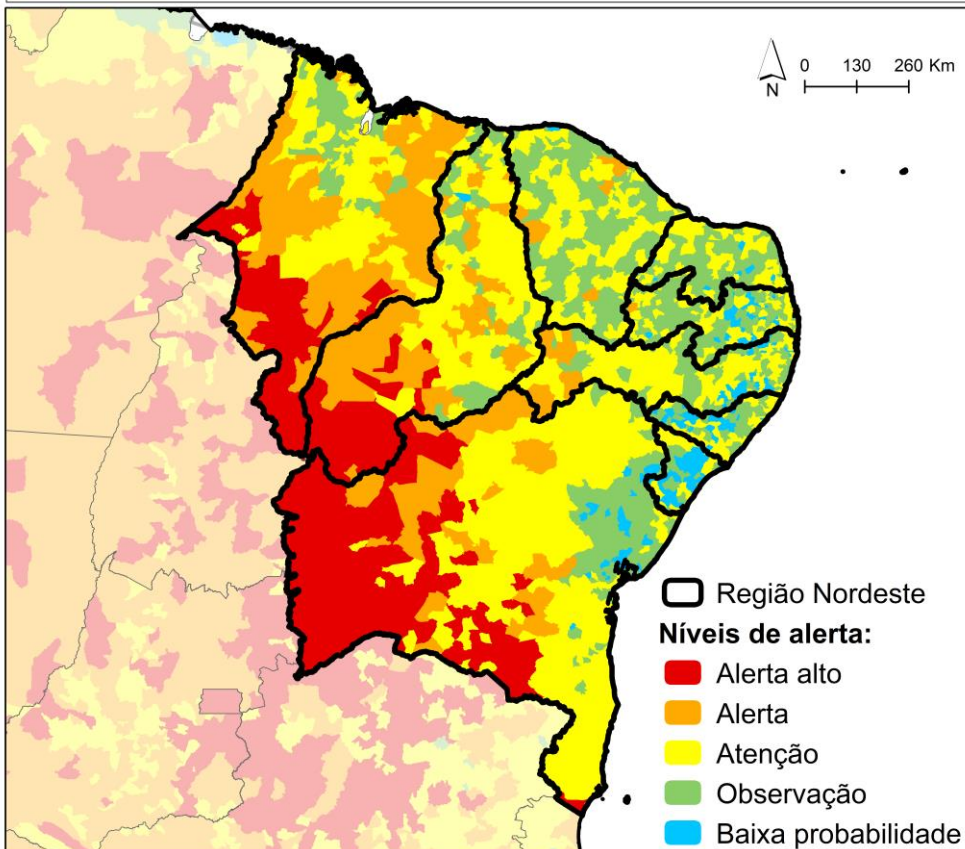 0 130 260 Km
N
Região Nordeste
Níveis de alerta:
Alerta alto
Alerta
Atenção
Observação
Baixa probabilidade